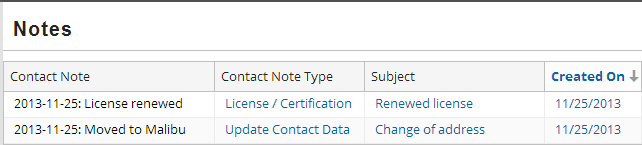 Notes
Contact Note Contact Note Type Subject Created On
2013-11-25: License renewed License / Certification Renewed license 11/25/2013
2013-11-25: Moved to Malibu Update Contact Data Change of address 11/25/2013